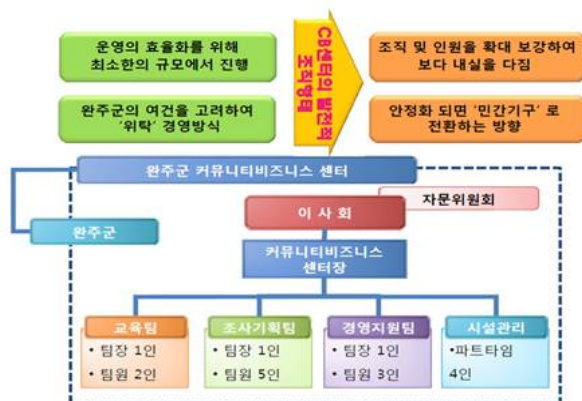 운영의 효율화를 위해
최소한의 규모에서 진행
완주군의 여건을 고려하여
'위탁' 경영방식
CB센터의 발전적
조직형태
조직 및 인원을 확대 보강하여
보다 내실을 다짐
안정화 되면 '민간기구' 로
전환하는 방향
완주군 커뮤니티비즈니스 센터
자문위원회
이 사 회
완주군
커뮤니티비즈니스
센터장
교육팀
• 팀장 1인
• 팀원 2인
조사기획팀
• 팀장 1인
• 팀원 5인
경영지원팀
• 팀장 1인
• 팀원 3인
시설관리
•파트타임
4인